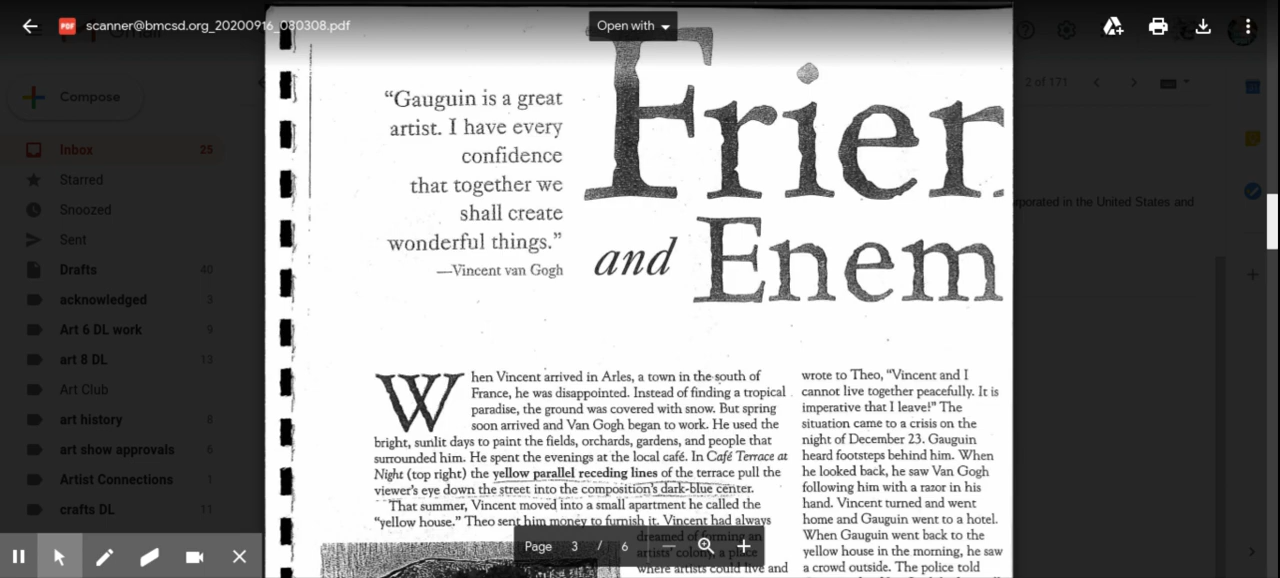 scanner@bmcsd.org_20200916_080308.pdf
Open with
Compose
2 of 171
Inbox 25
Starred
Snoozed
Sent
Drafts 40
acknowledged 3
Art 6 DL work 9
art 8 DL 13
Art Club
art history 8
art show approvals 6
Artist Connections 1
crafts DL 11
rporated in the United States and
“Gauguin is a great
artist. I have every
confidence
that together we
shall create
wonderful things.”
—Vincent van Gogh
Frien
and Enem
When Vincent arrived in Arles, a town in the south of
France, he was disappointed. Instead of finding a tropical
paradise, the ground was covered with snow. But spring
soon arrived and Van Gogh began to work. He used the
bright, sunlit days to paint the fields, orchards, gardens, and people that
surrounded him. He spent the evenings at the local café. In Café Terrace at
Night (top right) the yellow parallel receding lines of the terrace pull the
viewer's eye down the street into the composition's dark-blue center.
That summer, Vincent moved into a small apartment he called the
“yellow house.” Theo sent him money to furnish it. Vincent had always
dreamed of forming an
artists' colony, a place
where artists could live and
wrote to Theo, “Vincent and I
cannot live together peacefully. It is
imperative that I leave!” The
situation came to a crisis on the
night of December 23. Gauguin
heard footsteps behind him. When
he looked back, he saw Van Gogh
following him with a razor in his
hand. Vincent turned and went
home and Gauguin went to a hotel.
When Gauguin went back to the
yellow house in the morning, he saw
a crowd outside. The police told
Page 3 / 6